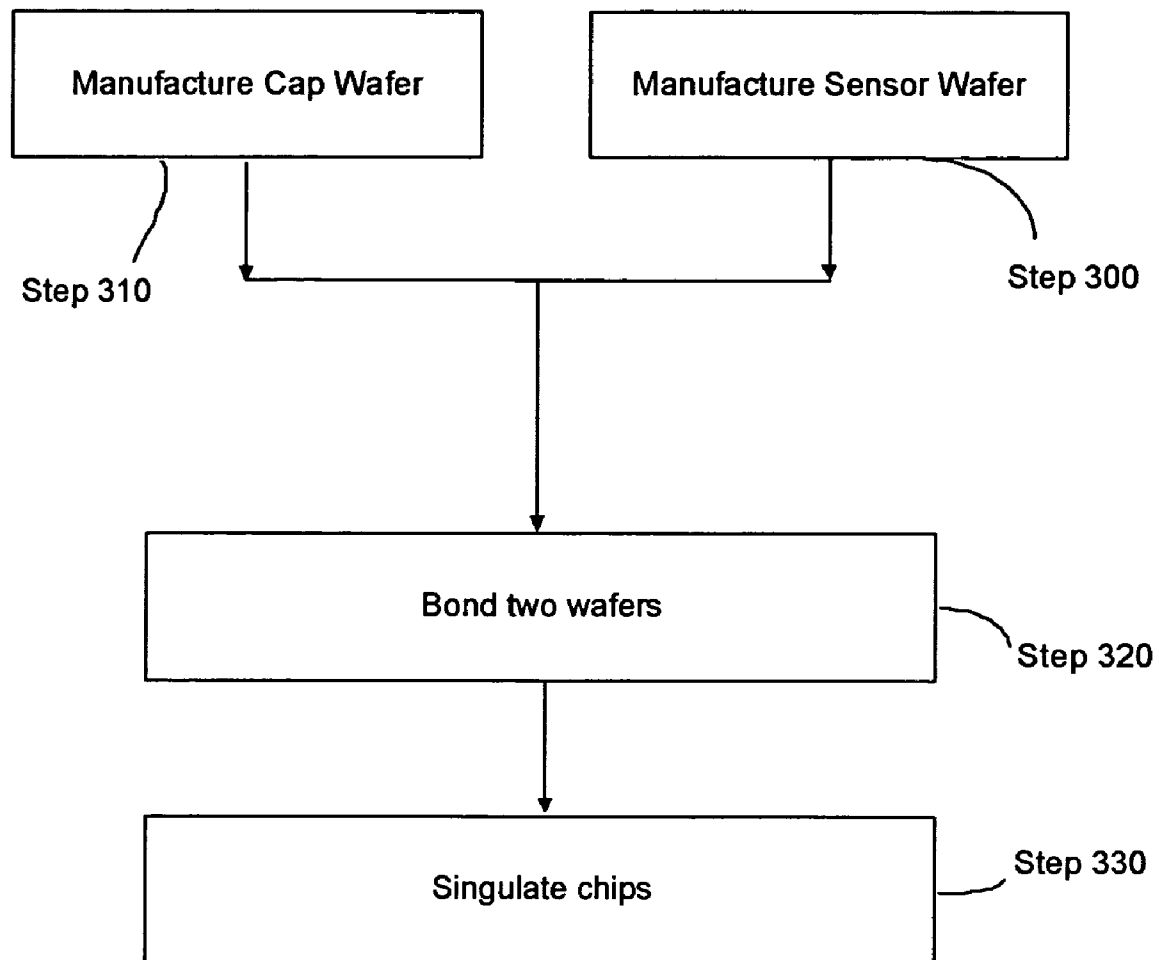 Manufacture Cap Wafer
Manufacture Sensor Wafer
Step 310
Step 300
Bond two wafers
Step 320
Singulate chips
Step 330